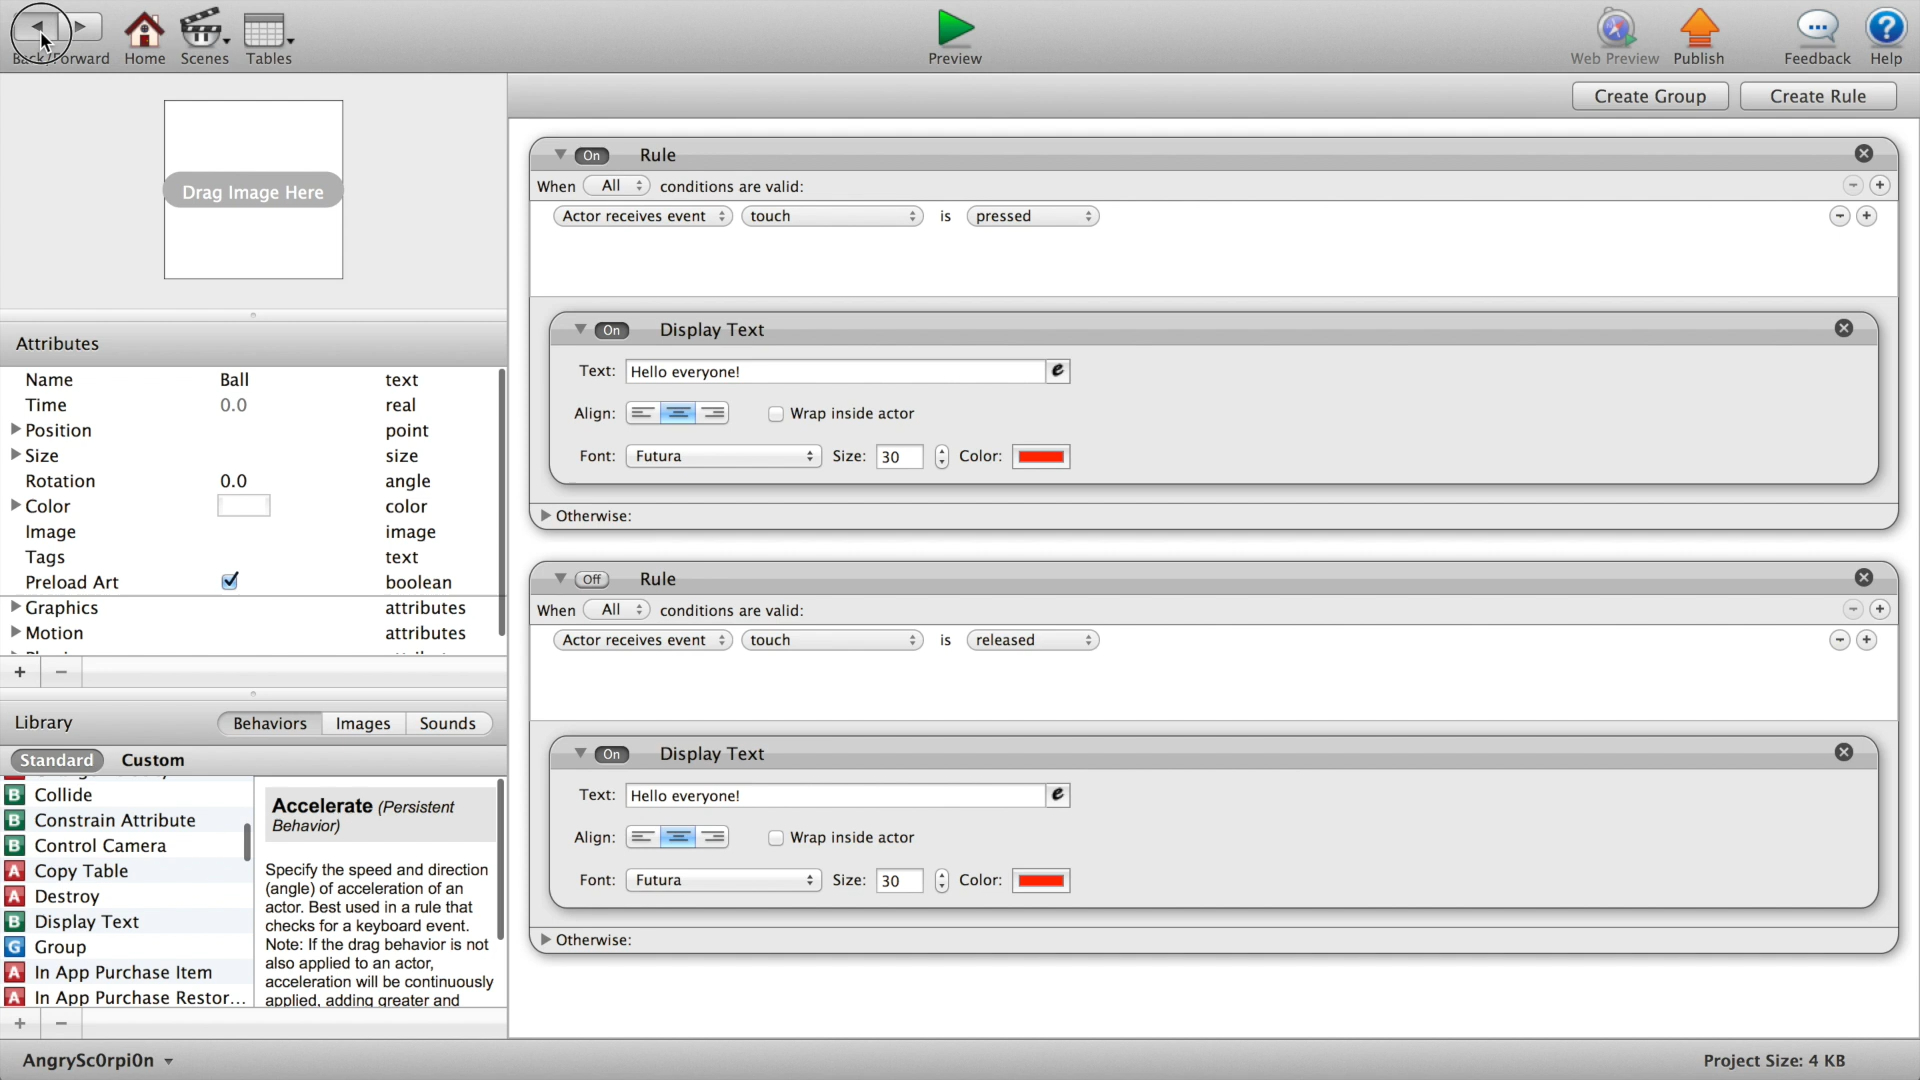 Back/Forward
Home
Scenes
Tables
Preview
Web Preview
Publish
Feedback
Help
Create Group
Create Rule
Drag Image Here
Attributes
Name Ball text
Time 0.0 real
Position point
Size size
Rotation 0.0 angle
Color color
Image image
Tags text
Preload Art boolean
Graphics attributes
Motion attributes
Library
Behaviors
Images
Sounds
Standard
Custom
Collide
Constrain Attribute
Control Camera
Copy Table
Destroy
Display Text
Group
In App Purchase Item
In App Purchase Restor...
Accelerate (Persistent
Behavior)
Specify the speed and direction
(angle) of acceleration of an
actor. Best used in a rule that
checks for a keyboard event.
Note: If the drag behavior is not
also applied to an actor,
acceleration will be continuously
applied, adding greater and
On Rule
When All conditions are valid:
Actor receives event touch is pressed
On Display Text
Text: Hello everyone! e
Align: Wrap inside actor
Font: Futura Size: 30 Color:
Otherwise:
Off Rule
When All conditions are valid:
Actor receives event touch is released
On Display Text
Text: Hello everyone! e
Align: Wrap inside actor
Font: Futura Size: 30 Color:
Otherwise:
AngrySc0rpi0n
Project Size: 4 KB